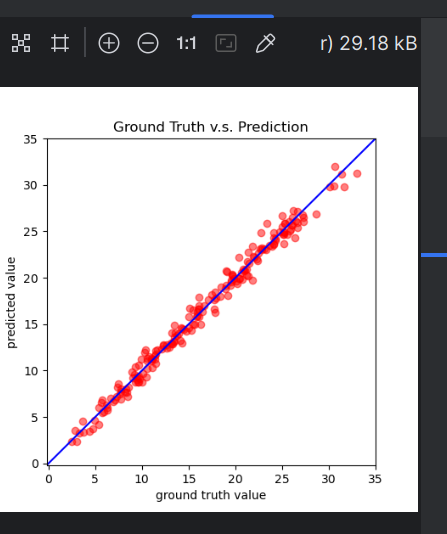 1:1 r) 29.18 kB
Ground Truth v.s. Prediction
35
30
25
20
15
10
5
0
predicted value
0 5 10 15 20 25 30 35
ground truth value